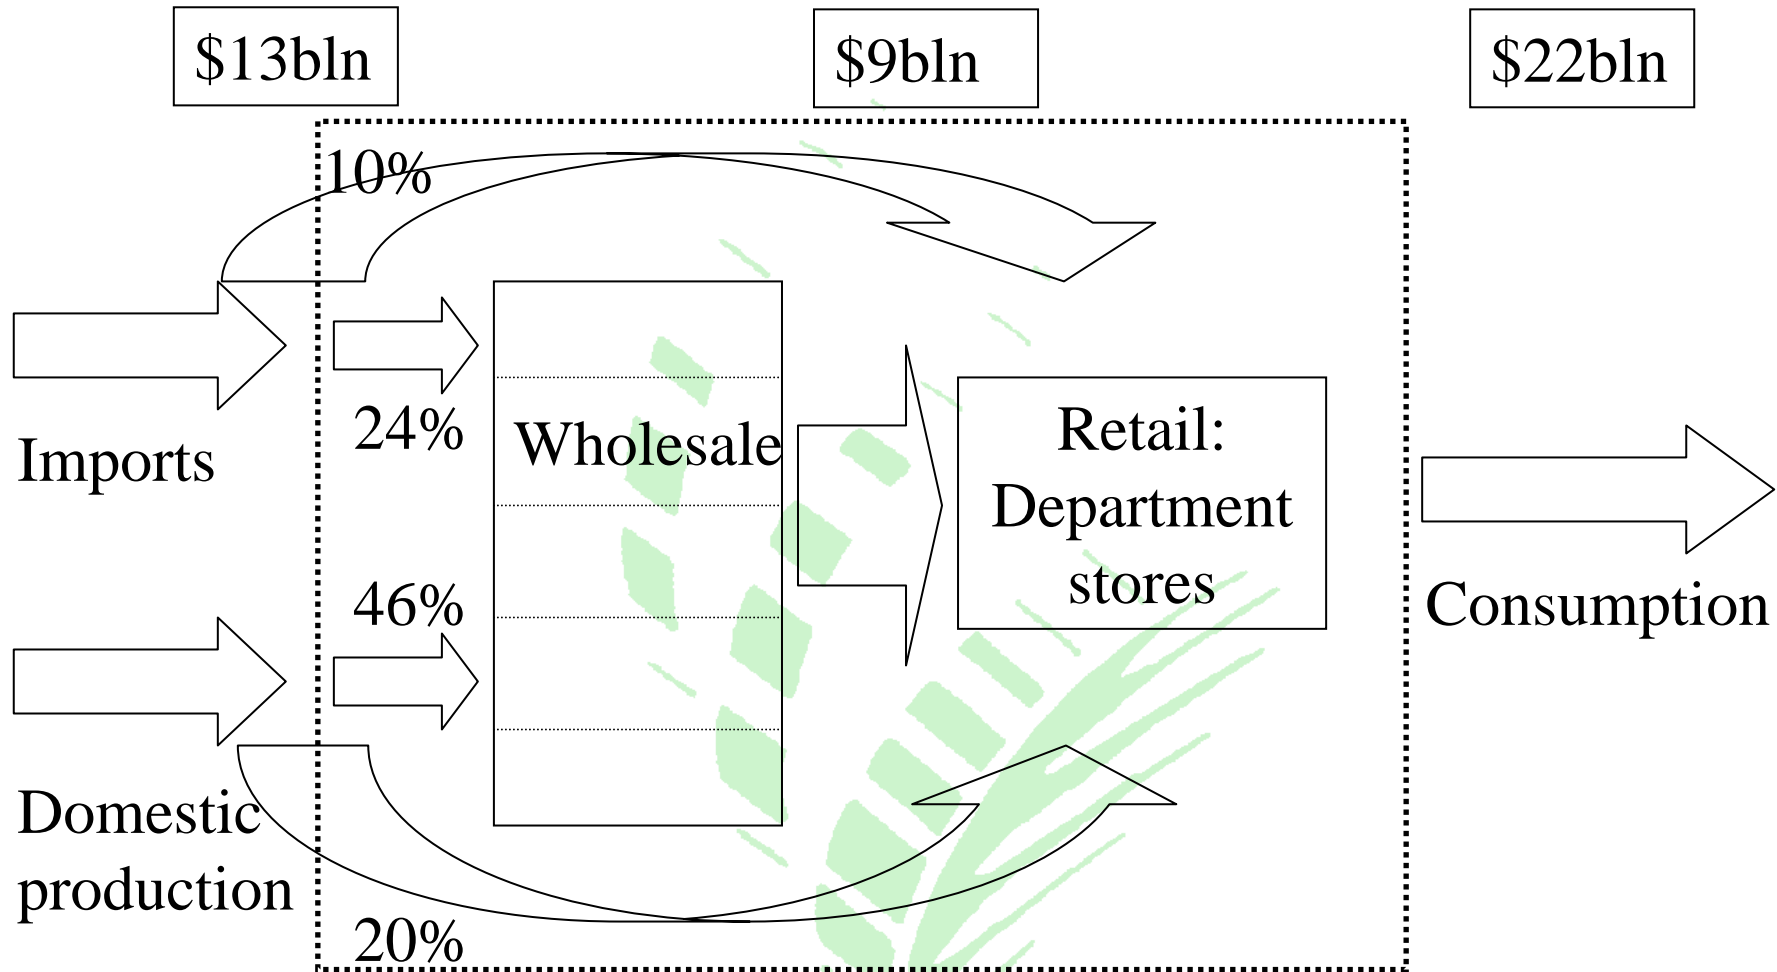 $13bln
$9bln
$22bln
10%
24%
Imports
Wholesale
Retail:
Department
stores
46%
Consumption
Domestic
production
20%